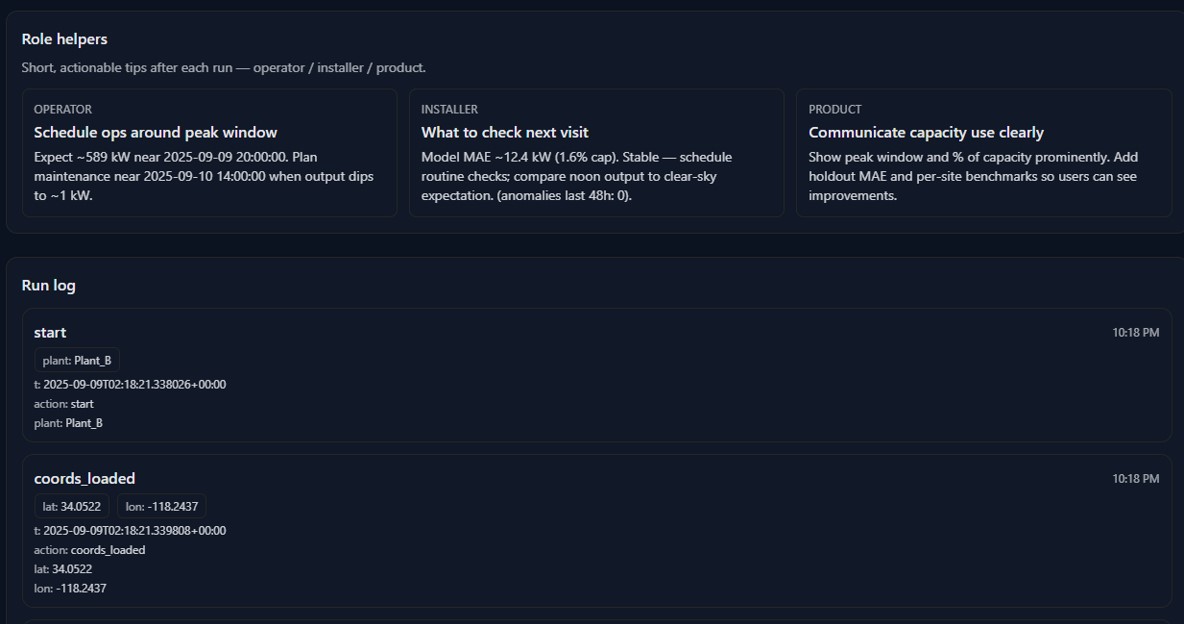 Role helpers
Short, actionable tips after each run — operator / installer / product.
OPERATOR
Schedule ops around peak window
Expect ~589 kW near 2025-09-09 20:00:00. Plan
maintenance near 2025-09-10 14:00:00 when output dips
to ~1 kW.
INSTALLER
What to check next visit
Model MAE ~12.4 kW (1.6% cap). Stable — schedule
routine checks; compare noon output to clear-sky
expectation. (anomalies last 48h: 0).
PRODUCT
Communicate capacity use clearly
Show peak window and % of capacity prominently. Add
holdout MAE and per-site benchmarks so users can see
improvements.
Run log
start
10:18 PM
plant: Plant_B
t: 2025-09-09T02:18:21.338026+00:00
action: start
plant: Plant_B
coords_loaded
10:18 PM
lat: 34.0522 lon: -118.2437
t: 2025-09-09T02:18:21.339808+00:00
action: coords_loaded
lat: 34.0522
lon: -118.2437